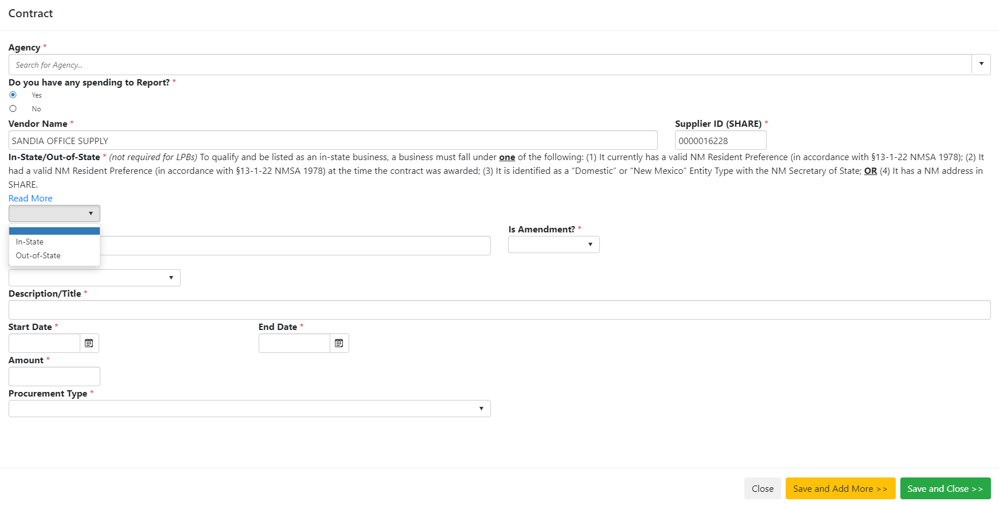 Contract
Agency *
Search for Agency...
Do you have any spending to Report? *
Yes
No
Vendor Name *
Supplier ID (SHARE) *
SANDIA OFFICE SUPPLY
0000016228
In-State/Out-of-State * (not required for LPBs) To qualify and be listed as an in-state business, a business must fall under one of the following: (1) It currently has a valid NM Resident Preference (in accordance with §13-1-22 NMSA 1978); (2) It
had a valid NM Resident Preference (in accordance with §13-1-22 NMSA 1978) at the time the contract was awarded; (3) It is identified as a “Domestic” or “New Mexico” Entity Type with the NM Secretary of State; OR (4) It has a NM address in
SHARE.
Read More
In-State
Out-of-State
Is Amendment? *
Description/Title *
Start Date *
End Date *
Amount *
Procurement Type *
Close
Save and Add More >>
Save and Close >>